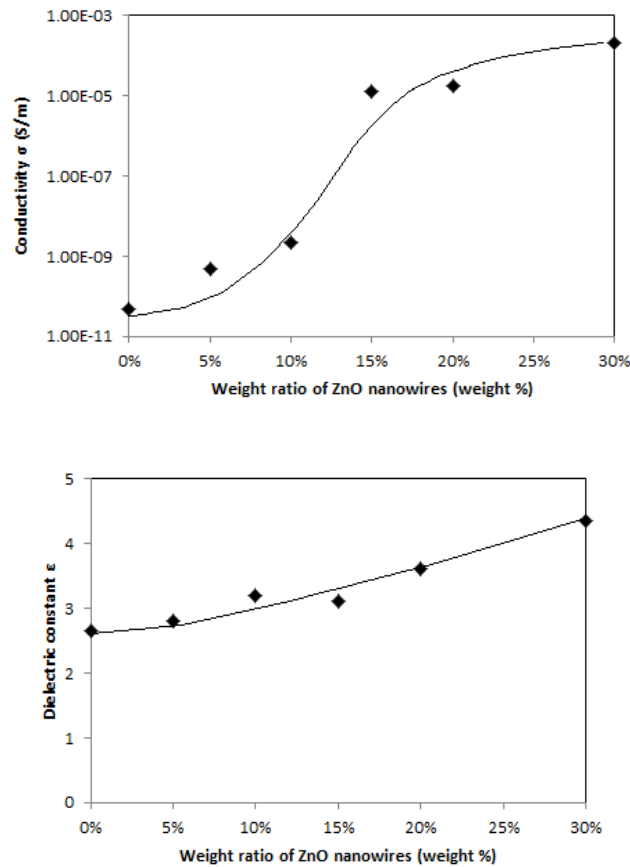 1.00E-03
1.00E-05
1.00E-07
1.00E-09
1.00E-11
Conductivity σ (S/m)
0% 5% 10% 15% 20% 25% 30%
Weight ratio of ZnO nanowires (weight %)
5
4
3
2
1
0
Dielectric constant ε
0% 5% 10% 15% 20% 25% 30%
Weight ratio of ZnO nanowires (weight %)